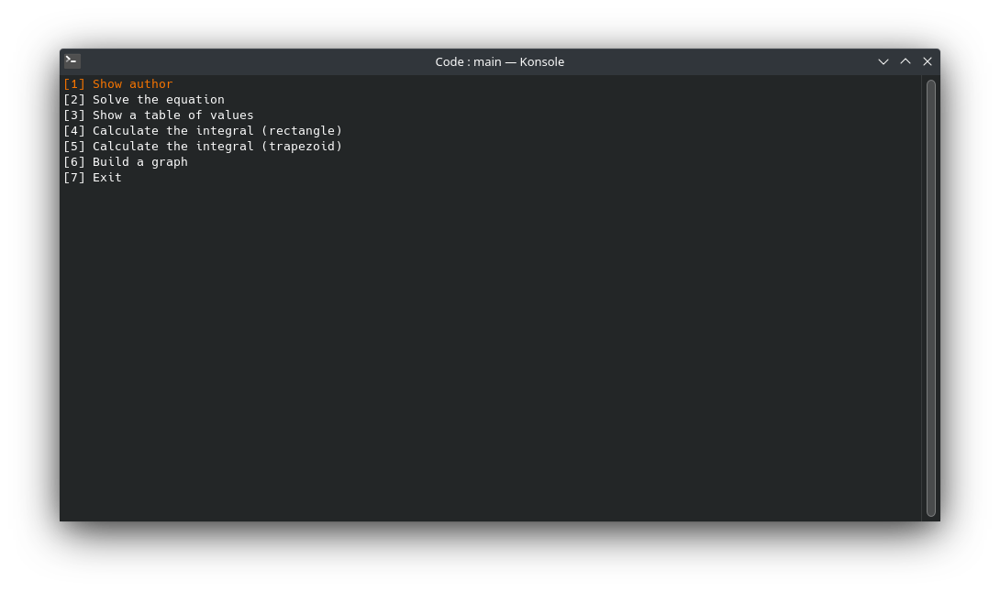 Code : main — Konsole
[1] Show author
[2] Solve the equation
[3] Show a table of values
[4] Calculate the integral (rectangle)
[5] Calculate the integral (trapezoid)
[6] Build a graph
[7] Exit